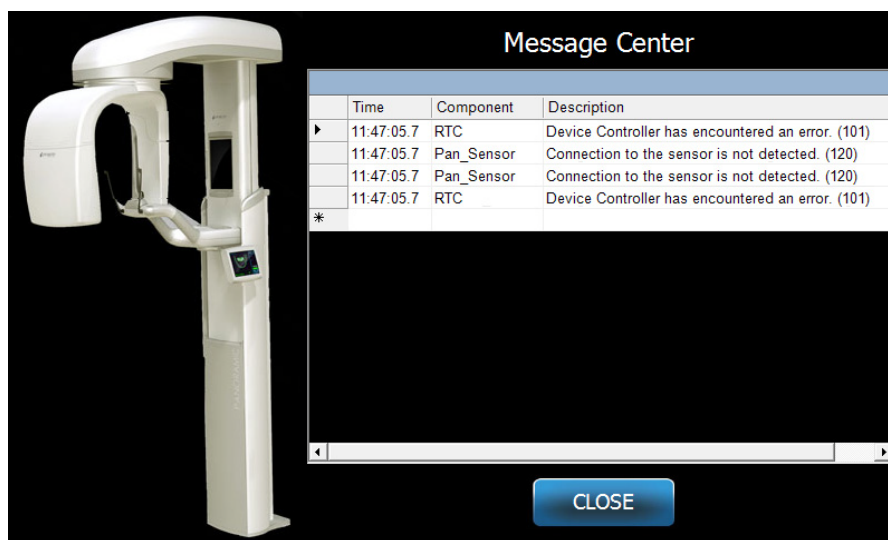 Message Center
Time Component Description
11:47:05.7 RTC Device Controller has encountered an error. (101)
11:47:05.7 Pan_Sensor Connection to the sensor is not detected. (120)
11:47:05.7 Pan_Sensor Connection to the sensor is not detected. (120)
11:47:05.7 RTC Device Controller has encountered an error. (101)
PANORAMIC
CLOSE